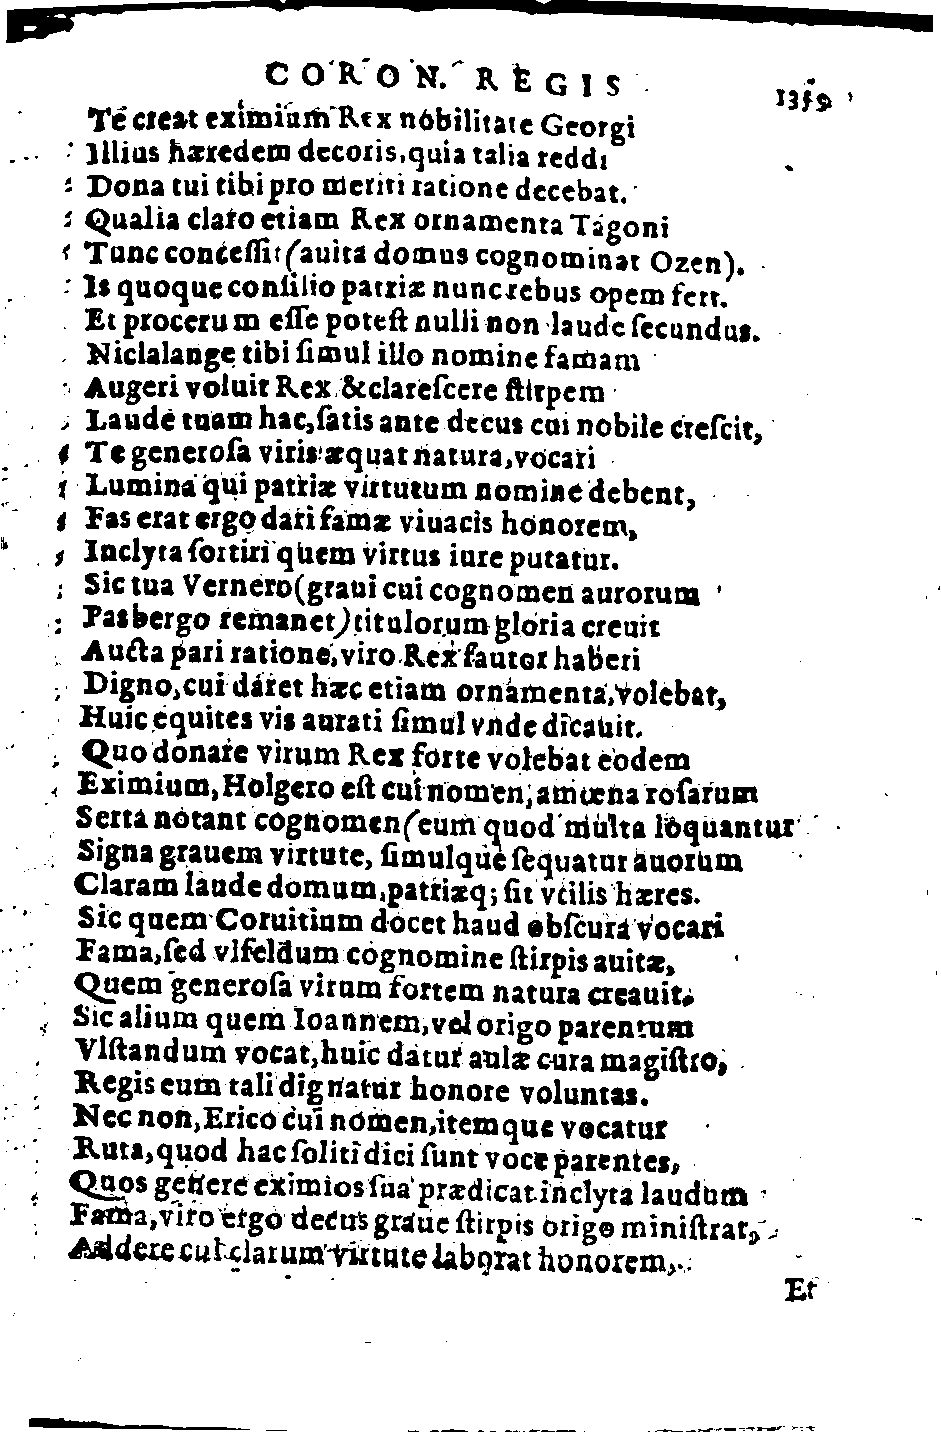 CORON. REGIS 1359
Te creat eximium Rex nobilitate Georgi
Illius hæredem decoris, quia talia reddi
Dona tui tibi pro meriti ratione decebat.
Qualia claro etiam Rex ornamenta Tagoni
Tunc conceſſit (auita domus cognominat Ozen).
Is quoque conſilio patriæ nunc rebus opem fert.
Et procerum eſſe poteſt nulli non laude ſecundus.
Niclalange tibi ſimul illo nomine famam
Augeri voluit Rex & clareſcere ſtirpem
Laude tuam hac, ſatis ante decus cui nobile creſcit,
Te generoſa viris æquat natura, vocari
Lumina qui patriæ virtutum nomine debent,
Fas erat ergo dari famæ viuacis honorem,
Inclyta ſortiri quem virtus iure putatur.
Sic tua Vernero (graui cui cognomen auorum
Pasbergo remanet) titulorum gloria creuit
Aucta pari ratione, viro Rex fautor haberi
Digno, cui daret hæc etiam ornamenta, volebat,
Huic equites vis aurati ſimul vnde dicauit.
Quo donare virum Rex forte volebat eodem
Eximium, Holgero eſt cui nomen, amœna roſarum
Serta notant cognomen (eum quod multa loquantur
Signa grauem virtute, ſimulque ſequatur auorum
Claram laude domum, patriæq; ſit vtilis hæres.
Sic quem Coruitium docet haud obſcura vocari
Fama, ſed vlfeldum cognomine ſtirpis auitæ,
Quem generoſa virum fortem natura creauit.
Sic alium quem Ioannem, vel origo parentum
Vlſtandum vocat, huic datur aulæ cura magiſtro,
Regis eum tali dignatur honore voluntas.
Nec non, Erico cui nomen, itemque vocatur
Ruta, quod hac ſoliti dici ſunt voce parentes,
Quos genere eximios ſua prædicat inclyta laudum
Fama, viro ergo decus graue ſtirpis origo miniſtrat,
Addere cui clarum virtute laborat honorem,
Et